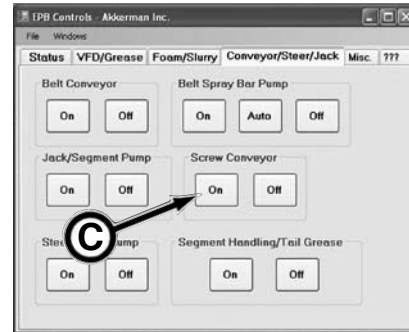 EPB Controls - Akkerman Inc.
File Windows
Status VFD/Grease Foam/Slurry Conveyor/Steer/Jack Misc. ???
Belt Conveyor Belt Spray Bar Pump
On Off On Auto Off
Jack/Segment Pump Screw Conveyor
On Off On Off
C
Segment Handling/Tail Grease
On Off On Off